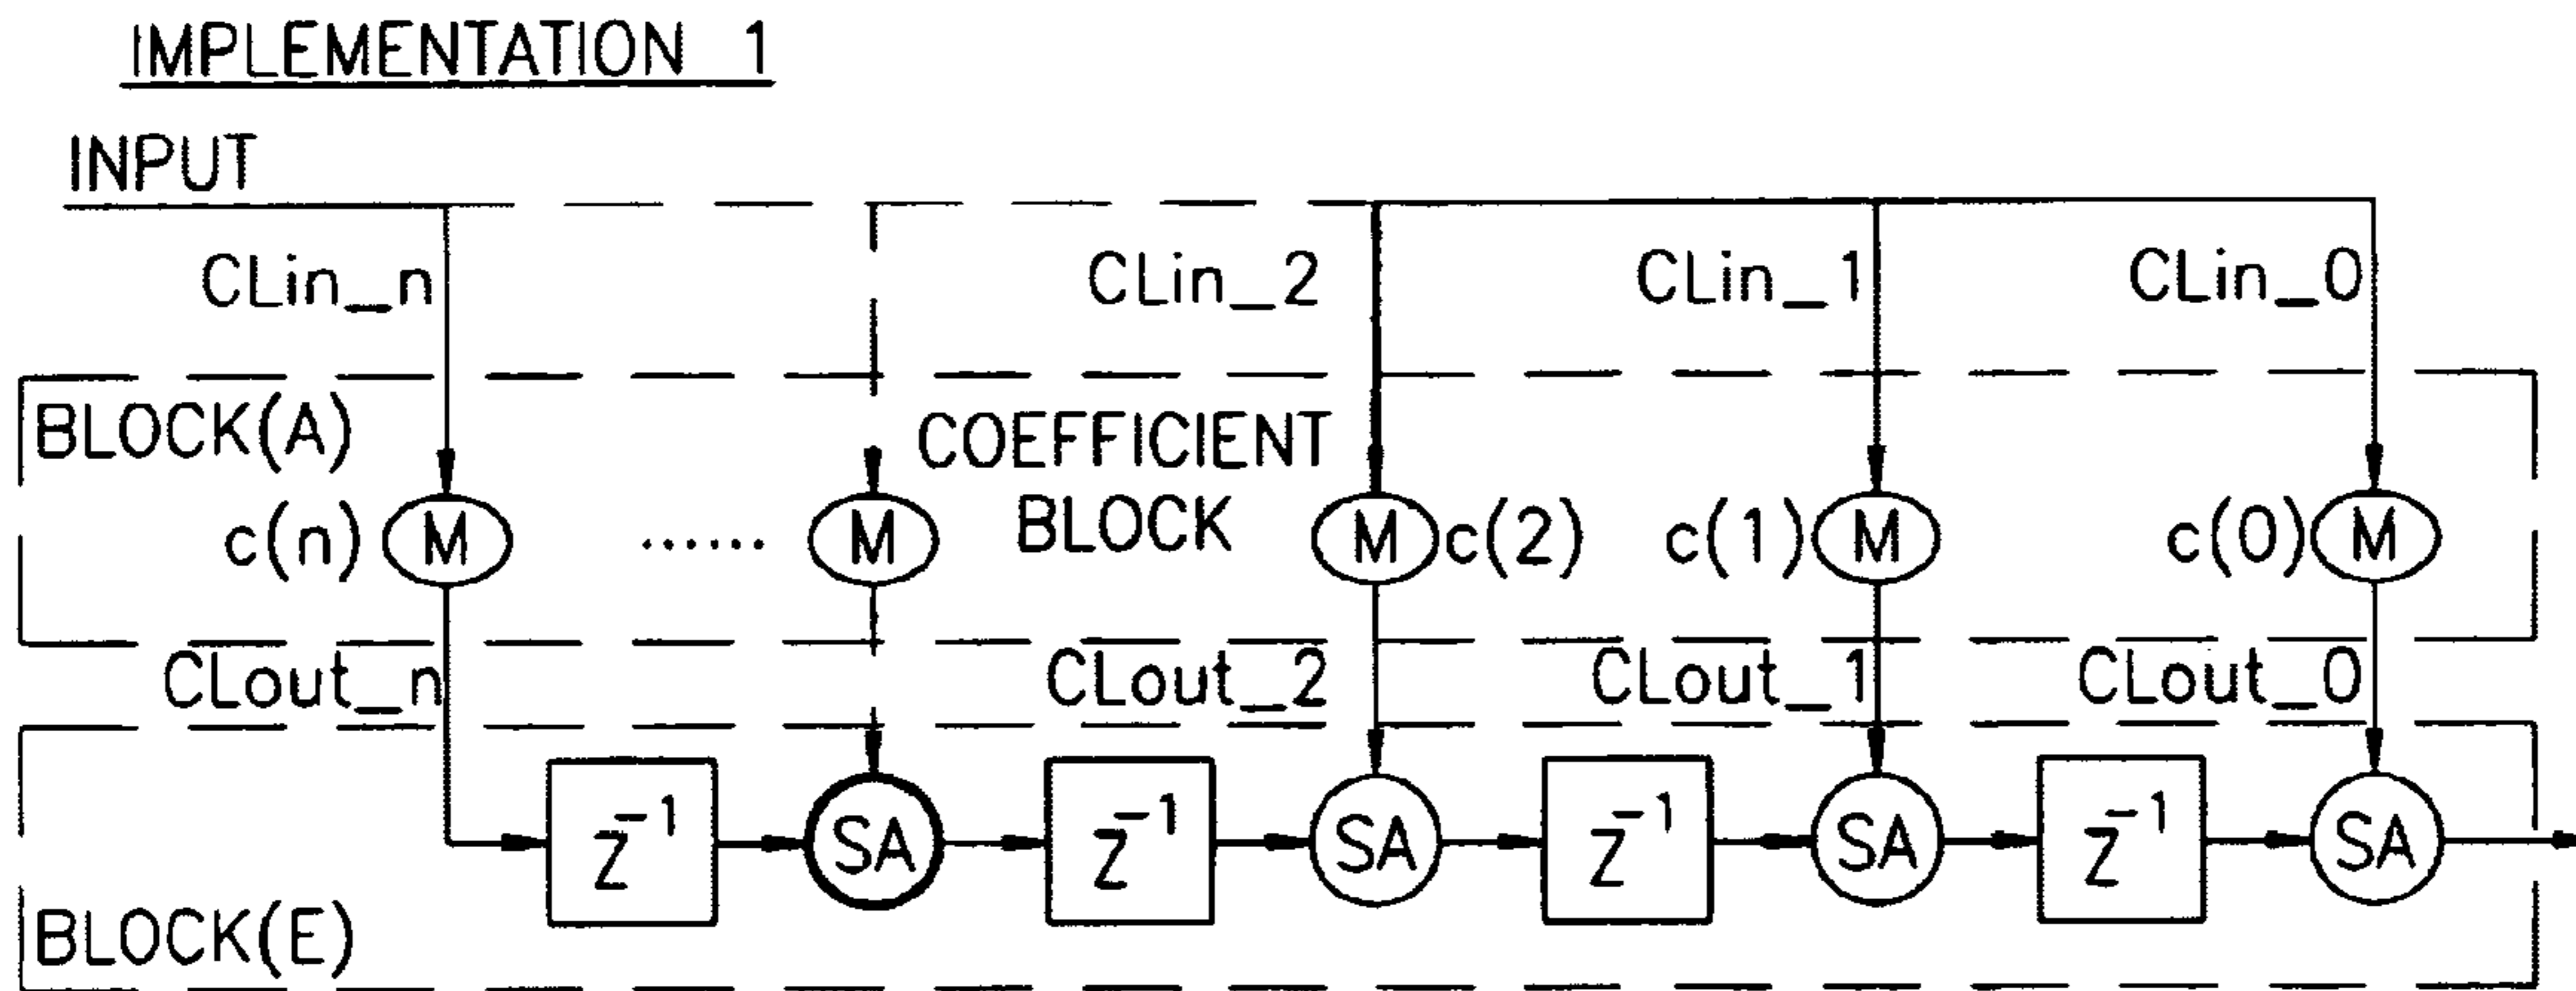 IMPLEMENTATION 1
INPUT
CLin_n
CLin_2
CLin_1
CLin_0
BLOCK(A)
COEFFICIENT
BLOCK
c(n)
M
......
M
M
c(2)
c(1)
M
c(0)
M
CLout_n
CLout_2
CLout_1
CLout_0
Z⁻¹
SA
Z⁻¹
SA
Z⁻¹
SA
Z⁻¹
SA
BLOCK(E)